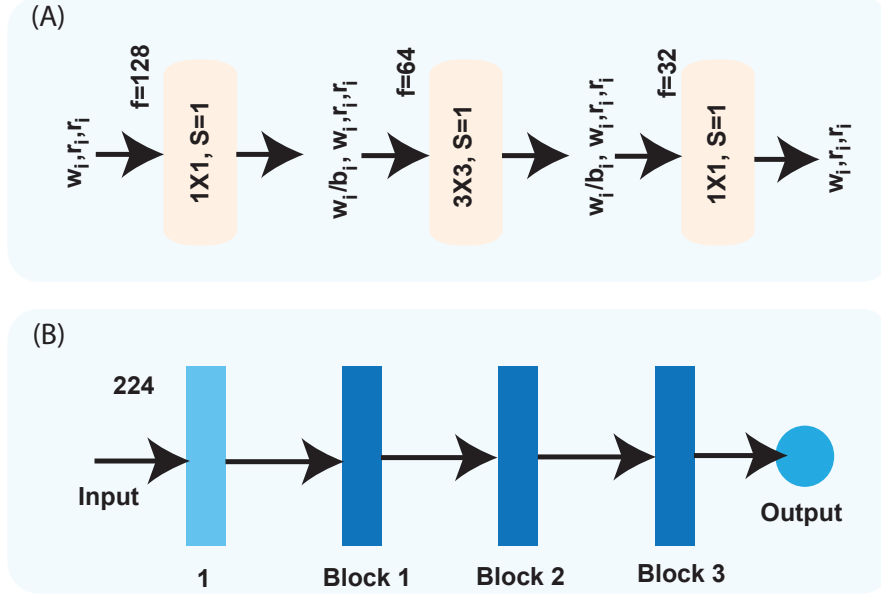 (A)
w_i,r_i,r_i
f=128
1X1, S=1
w_i/b_i, w_i,r_i,r_i
f=64
3X3, S=1
w_i/b_i, w_i,r_i,r_i
f=32
1X1, S=1
w_i,r_i,r_i
(B)
224
Input
1
Block 1
Block 2
Block 3
Output